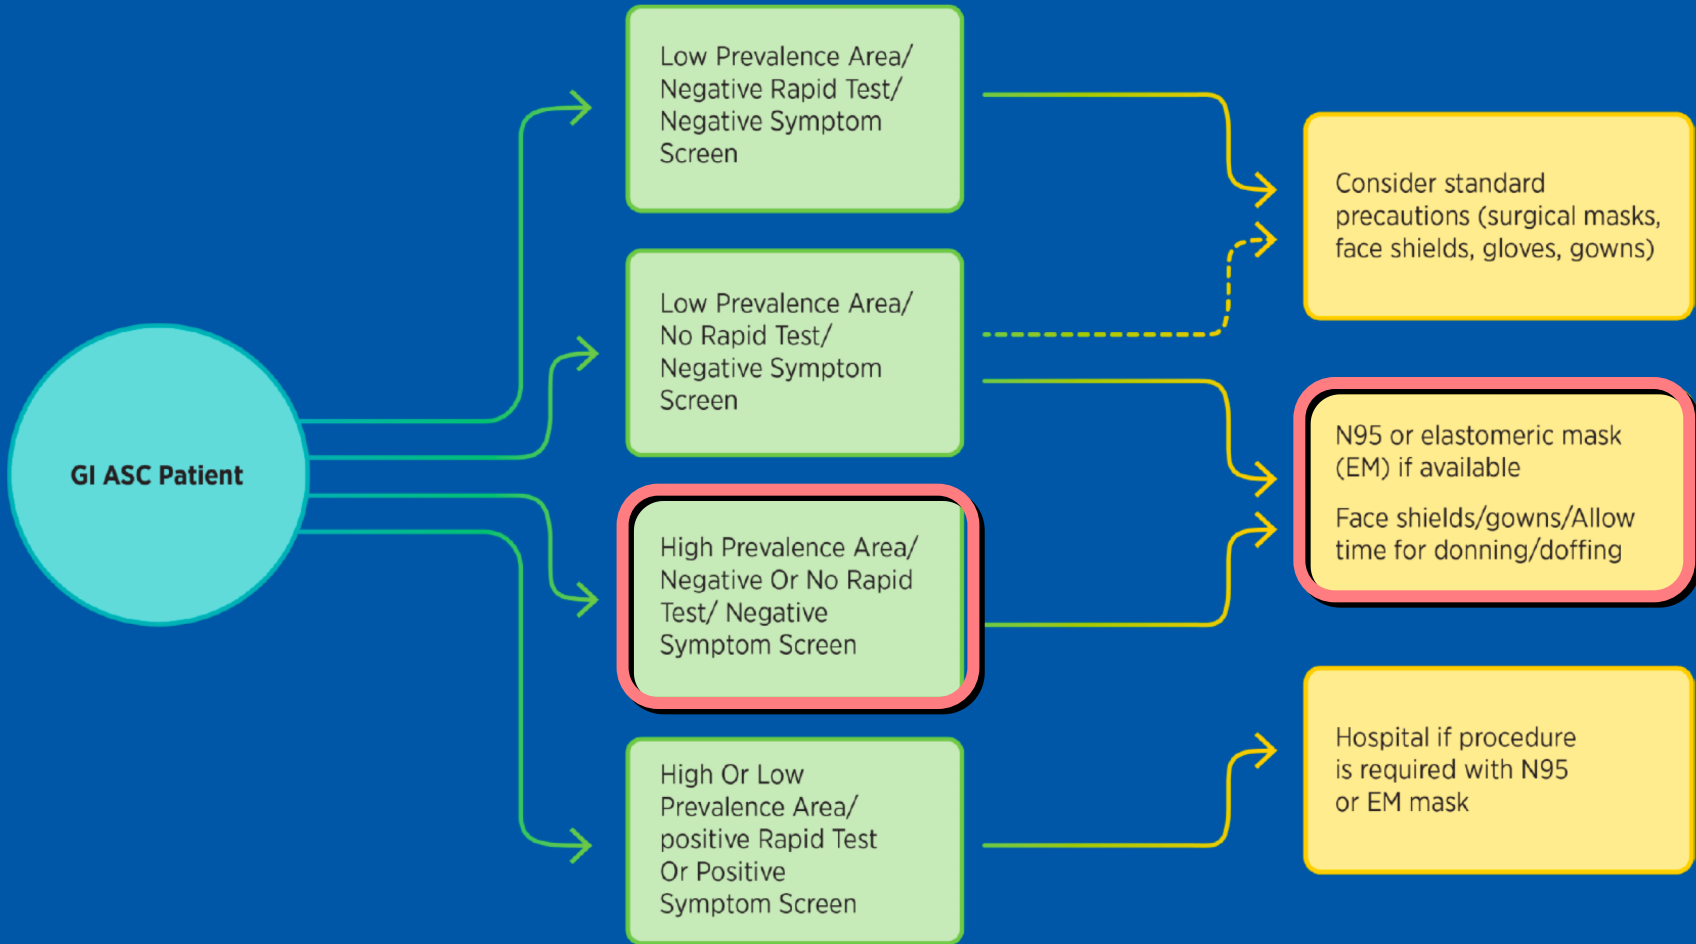 Low Prevalence Area/
Negative Rapid Test/
Negative Symptom
Screen
Consider standard
precautions (surgical masks,
face shields, gloves, gowns)
Low Prevalence Area/
No Rapid Test/
Negative Symptom
Screen
GI ASC Patient
N95 or elastomeric mask
(EM) if available
Face shields/gowns/Allow
time for donning/doffing
High Prevalence Area/
Negative Or No Rapid
Test/ Negative
Symptom Screen
Hospital if procedure
is required with N95
or EM mask
High Or Low
Prevalence Area/
positive Rapid Test
Or Positive
Symptom Screen